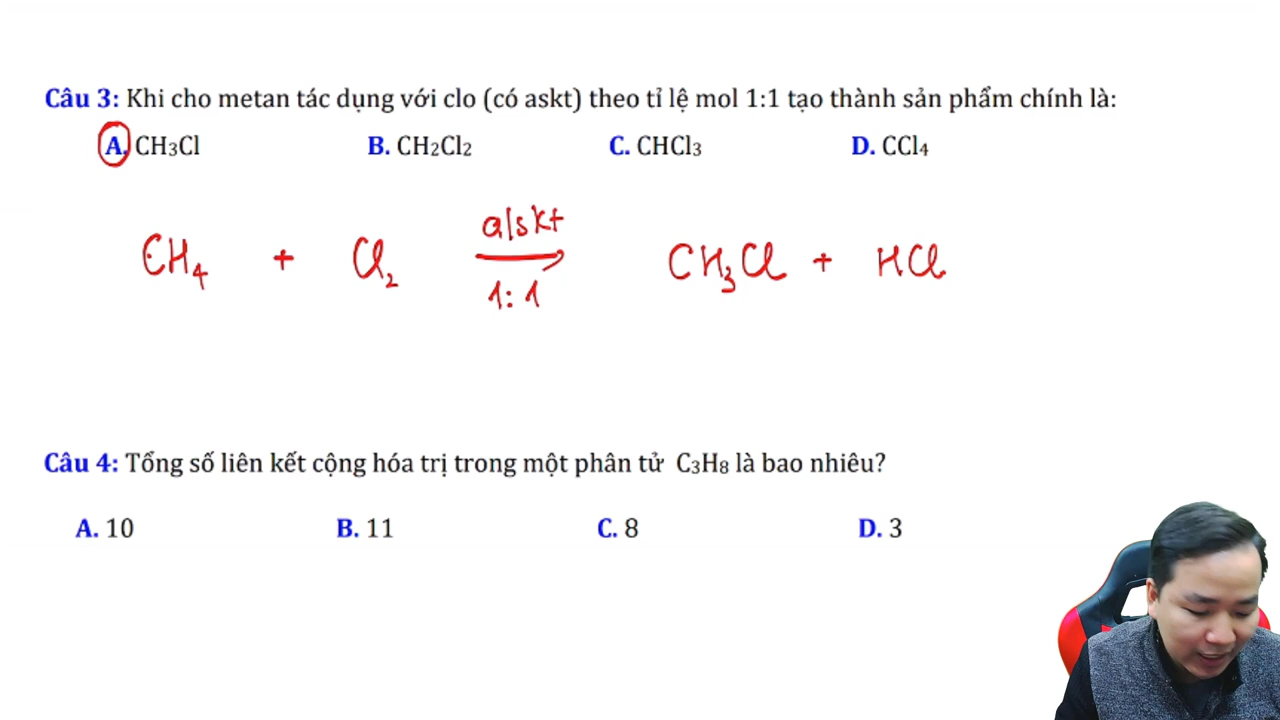 Câu 3: Khi cho metan tác dụng với clo (có askt) theo tỉ lệ mol 1:1 tạo thành sản phẩm chính là:
A. CH3Cl B. CH2Cl2 C. CHCl3 D. CCl4
CH4 + Cl2 a/skt 1:1 → CH3Cl + HCl
Câu 4: Tổng số liên kết cộng hóa trị trong một phân tử C3H8 là bao nhiêu?
A. 10 B. 11 C. 8 D. 3